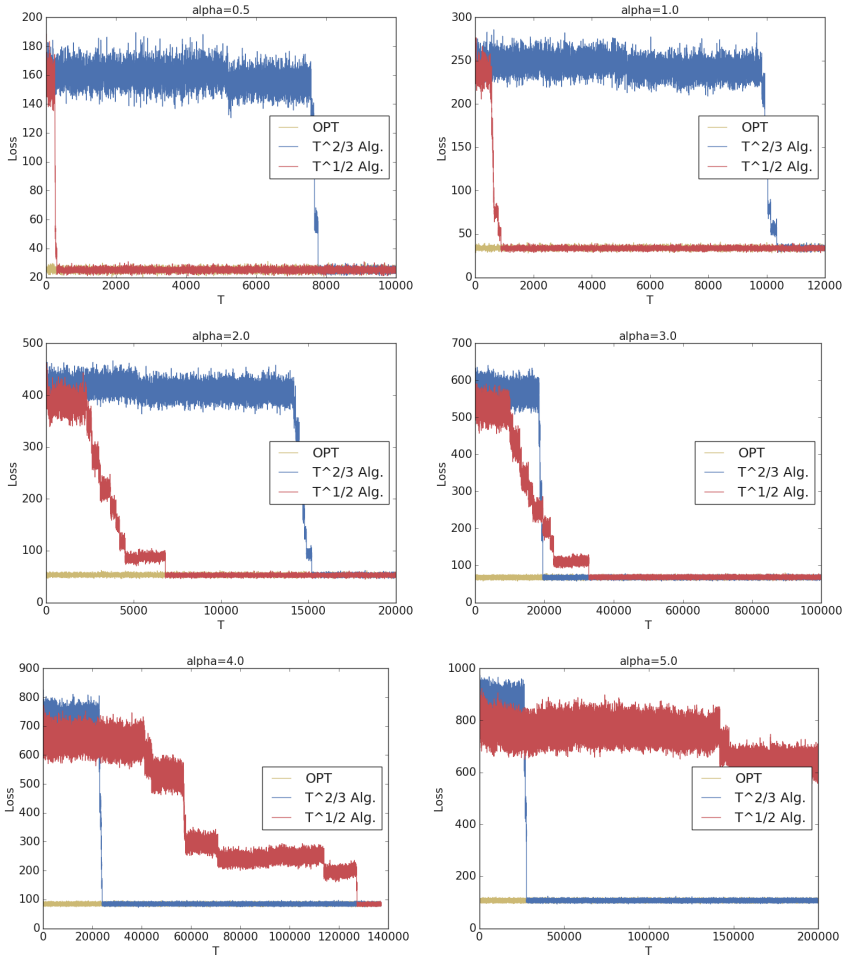 alpha=0.5
200
180
160
140
120
100
80
60
40
20
Loss
OPT
T^2/3 Alg.
T^1/2 Alg.
0
2000
4000
6000
8000
10000
T
alpha=1.0
300
250
200
150
100
50
0
Loss
OPT
T^2/3 Alg.
T^1/2 Alg.
0
2000
4000
6000
8000
10000
12000
T
alpha=2.0
500
400
300
200
100
0
Loss
OPT
T^2/3 Alg.
T^1/2 Alg.
0
5000
10000
15000
20000
T
alpha=3.0
700
600
500
400
300
200
100
0
Loss
OPT
T^2/3 Alg.
T^1/2 Alg.
0
20000
40000
60000
80000
100000
T
alpha=4.0
900
800
700
600
500
400
300
200
100
0
Loss
OPT
T^2/3 Alg.
T^1/2 Alg.
0
20000
40000
60000
80000
100000
120000
140000
T
alpha=5.0
1000
800
600
400
200
0
Loss
OPT
T^2/3 Alg.
T^1/2 Alg.
0
50000
100000
150000
200000
T